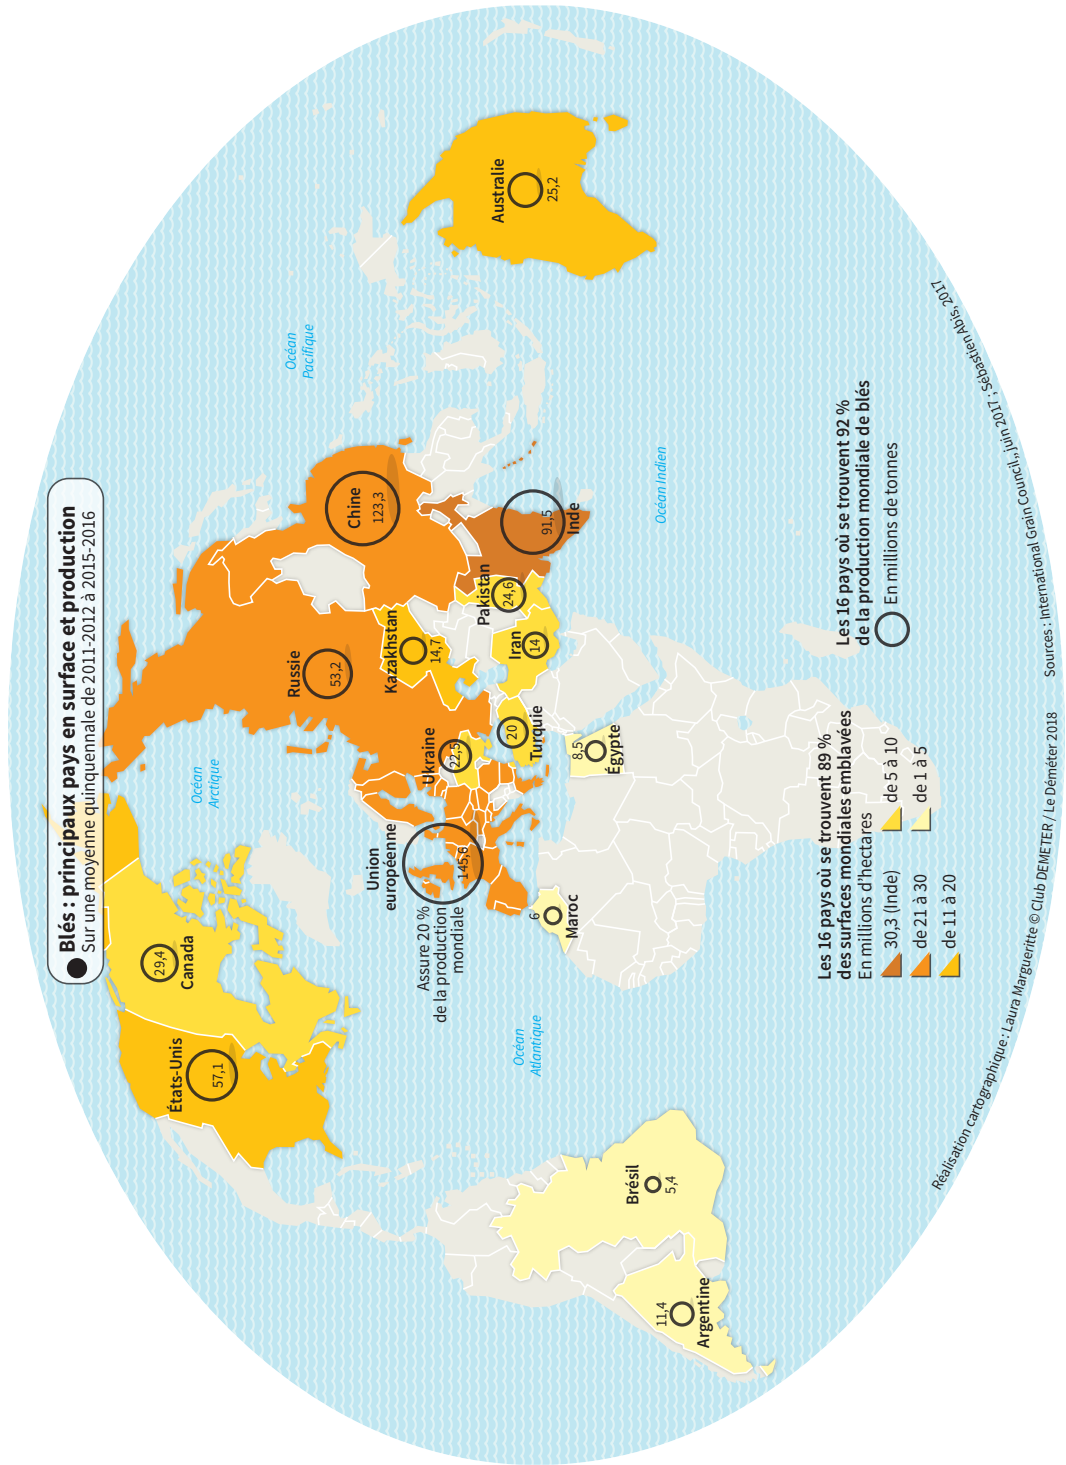 Blés : principaux pays en surface et production
Sur une moyenne quinquennale de 2011-2012 à 2015-2016
Océan
Arctique
Canada
29,4
États-Unis
57,1
Russie
53,2
Union
européenne
145,6
Assure 20 %
de la production
mondiale
Ukraine
22,5
Kazakhstan
14,7
Chine
123,3
Océan
Pacifique
Océan
Atlantique
Maroc
6
Turquie
20
Égypte
8,5
Iran
14
Pakistan
24,6
Inde
91,5
Océan Indien
Australie
25,2
Brésil
5,4
Argentine
11,4
Les 16 pays où se trouvent 89 %
des surfaces mondiales emblavées
En millions d'hectares
30,3 (Inde)
de 21 à 30
de 11 à 20
de 5 à 10
de 1 à 5
Les 16 pays où se trouvent 92 %
de la production mondiale de blés
En millions de tonnes
Réalisation cartographique : Laura Margueritte © Club DEMETER / Le Déméter 2018
Sources : International Grain Council,, juin 2017 ; Sébastien Abis, 2017